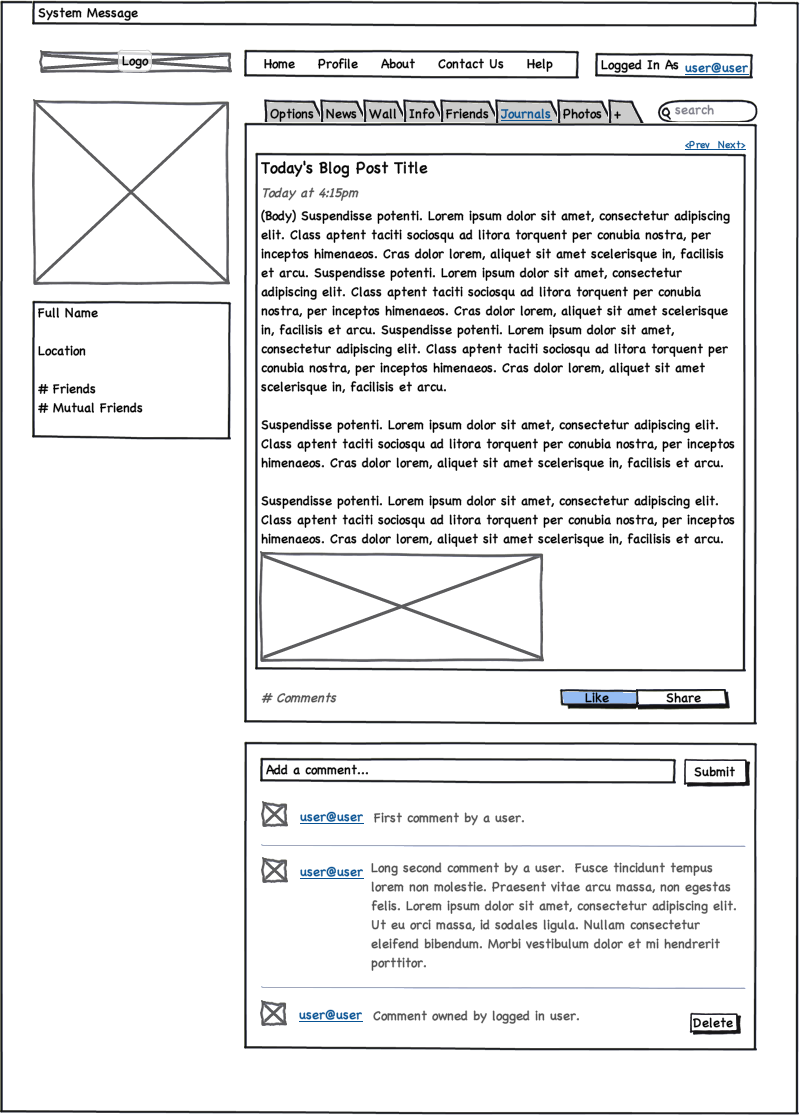 System Message
Logo
Home Profile About Contact Us Help
Logged In As user@user
Options News Wall Info Friends Journals Photos +
search
<Prev Next>
Today's Blog Post Title
Today at 4:15pm
(Body) Suspendisse potenti. Lorem ipsum dolor sit amet, consectetur adipiscing
elit. Class aptent taciti sociosqu ad litora torquent per conubia nostra, per
inceptos himenaeos. Cras dolor lorem, aliquet sit amet scelerisque in, facilisis
et arcu. Suspendisse potenti. Lorem ipsum dolor sit amet, consectetur
adipiscing elit. Class aptent taciti sociosqu ad litora torquent per conubia
nostra, per inceptos himenaeos. Cras dolor lorem, aliquet sit amet scelerisque
in, facilisis et arcu. Suspendisse potenti. Lorem ipsum dolor sit amet,
consectetur adipiscing elit. Class aptent taciti sociosqu ad litora torquent per
conubia nostra, per inceptos himenaeos. Cras dolor lorem, aliquet sit amet
scelerisque in, facilisis et arcu.
Suspendisse potenti. Lorem ipsum dolor sit amet, consectetur adipiscing elit.
Class aptent taciti sociosqu ad litora torquent per conubia nostra, per inceptos
himenaeos. Cras dolor lorem, aliquet sit amet scelerisque in, facilisis et arcu.
Suspendisse potenti. Lorem ipsum dolor sit amet, consectetur adipiscing elit.
Class aptent taciti sociosqu ad litora torquent per conubia nostra, per inceptos
himenaeos. Cras dolor lorem, aliquet sit amet scelerisque in, facilisis et arcu.
Full Name
Location
# Friends
# Mutual Friends
# Comments
Like Share
Add a comment...
Submit
user@user First comment by a user.
user@user Long second comment by a user. Fusce tincidunt tempus
lorem non molestie. Praesent vitae arcu massa, non egestas
felis. Lorem ipsum dolor sit amet, consectetur adipiscing elit.
Ut eu orci massa, id sodales ligula. Nullam consectetur
eleifend bibendum. Morbi vestibulum dolor et mi hendrerit
porttitor.
user@user Comment owned by logged in user.
Delete